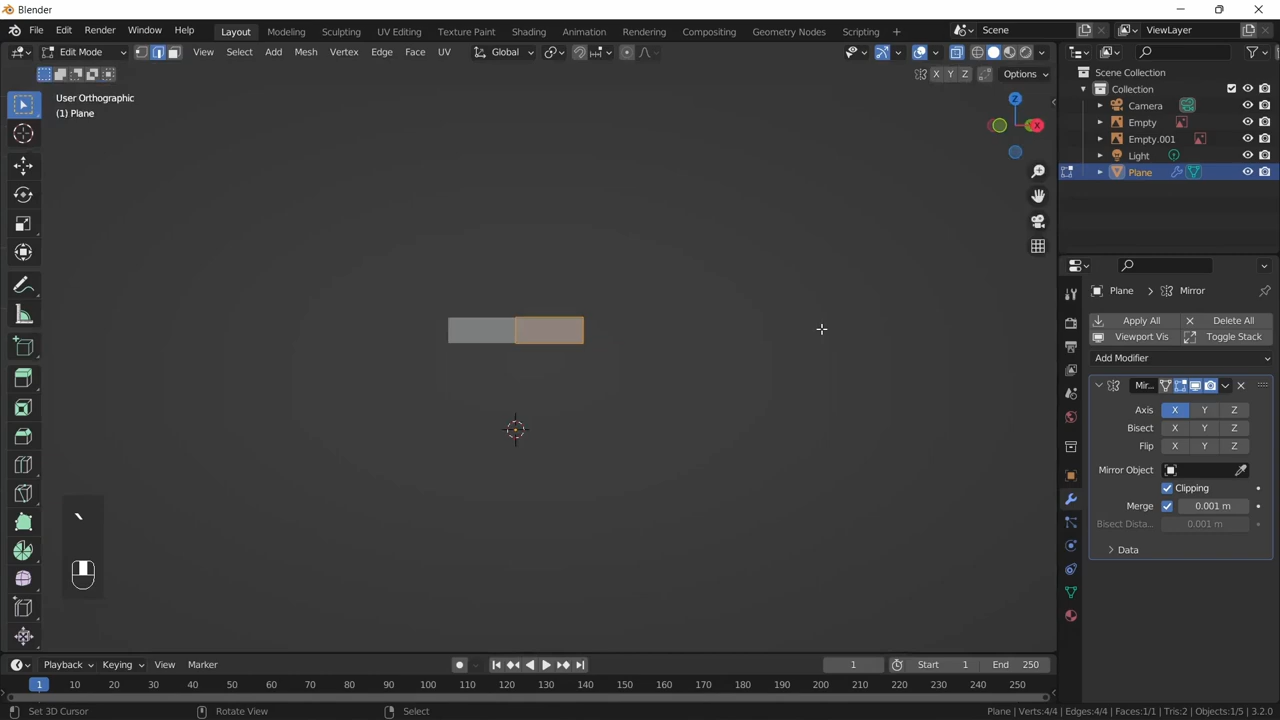 Blender
File Edit Render Window Help
Layout Modeling Sculpting UV Editing Texture Paint Shading Animation Rendering Compositing Geometry Nodes Scripting +
Scene
ViewLayer
Edit Mode
View Select Add Mesh Vertex Edge Face UV
Global
X Y Z Options
User Orthographic
(1) Plane
Z
X
Scene Collection
Collection
Camera
Empty
Empty.001
Light
Plane
Plane > Mirror
Apply All
Delete All
Viewport Vis
Toggle Stack
Add Modifier
Mir...
Axis X Y Z
Bisect X Y Z
Flip X Y Z
Mirror Object
Clipping
Merge 0.001 m
Bisect Dista... 0.001 m
Data
`
Playback Keying View Marker
1
Start 1
End 250
1 10 20 30 40 50 60 70 80 90 100 110 120 130 140 150 160 170 180 190 200 210 220 230 240 250
Set 3D Cursor
Rotate View
Select
Plane | Verts:4/4 | Edges:4/4 | Faces:1/1 | Tris:2 | Objects:1/5 | 3.2.0